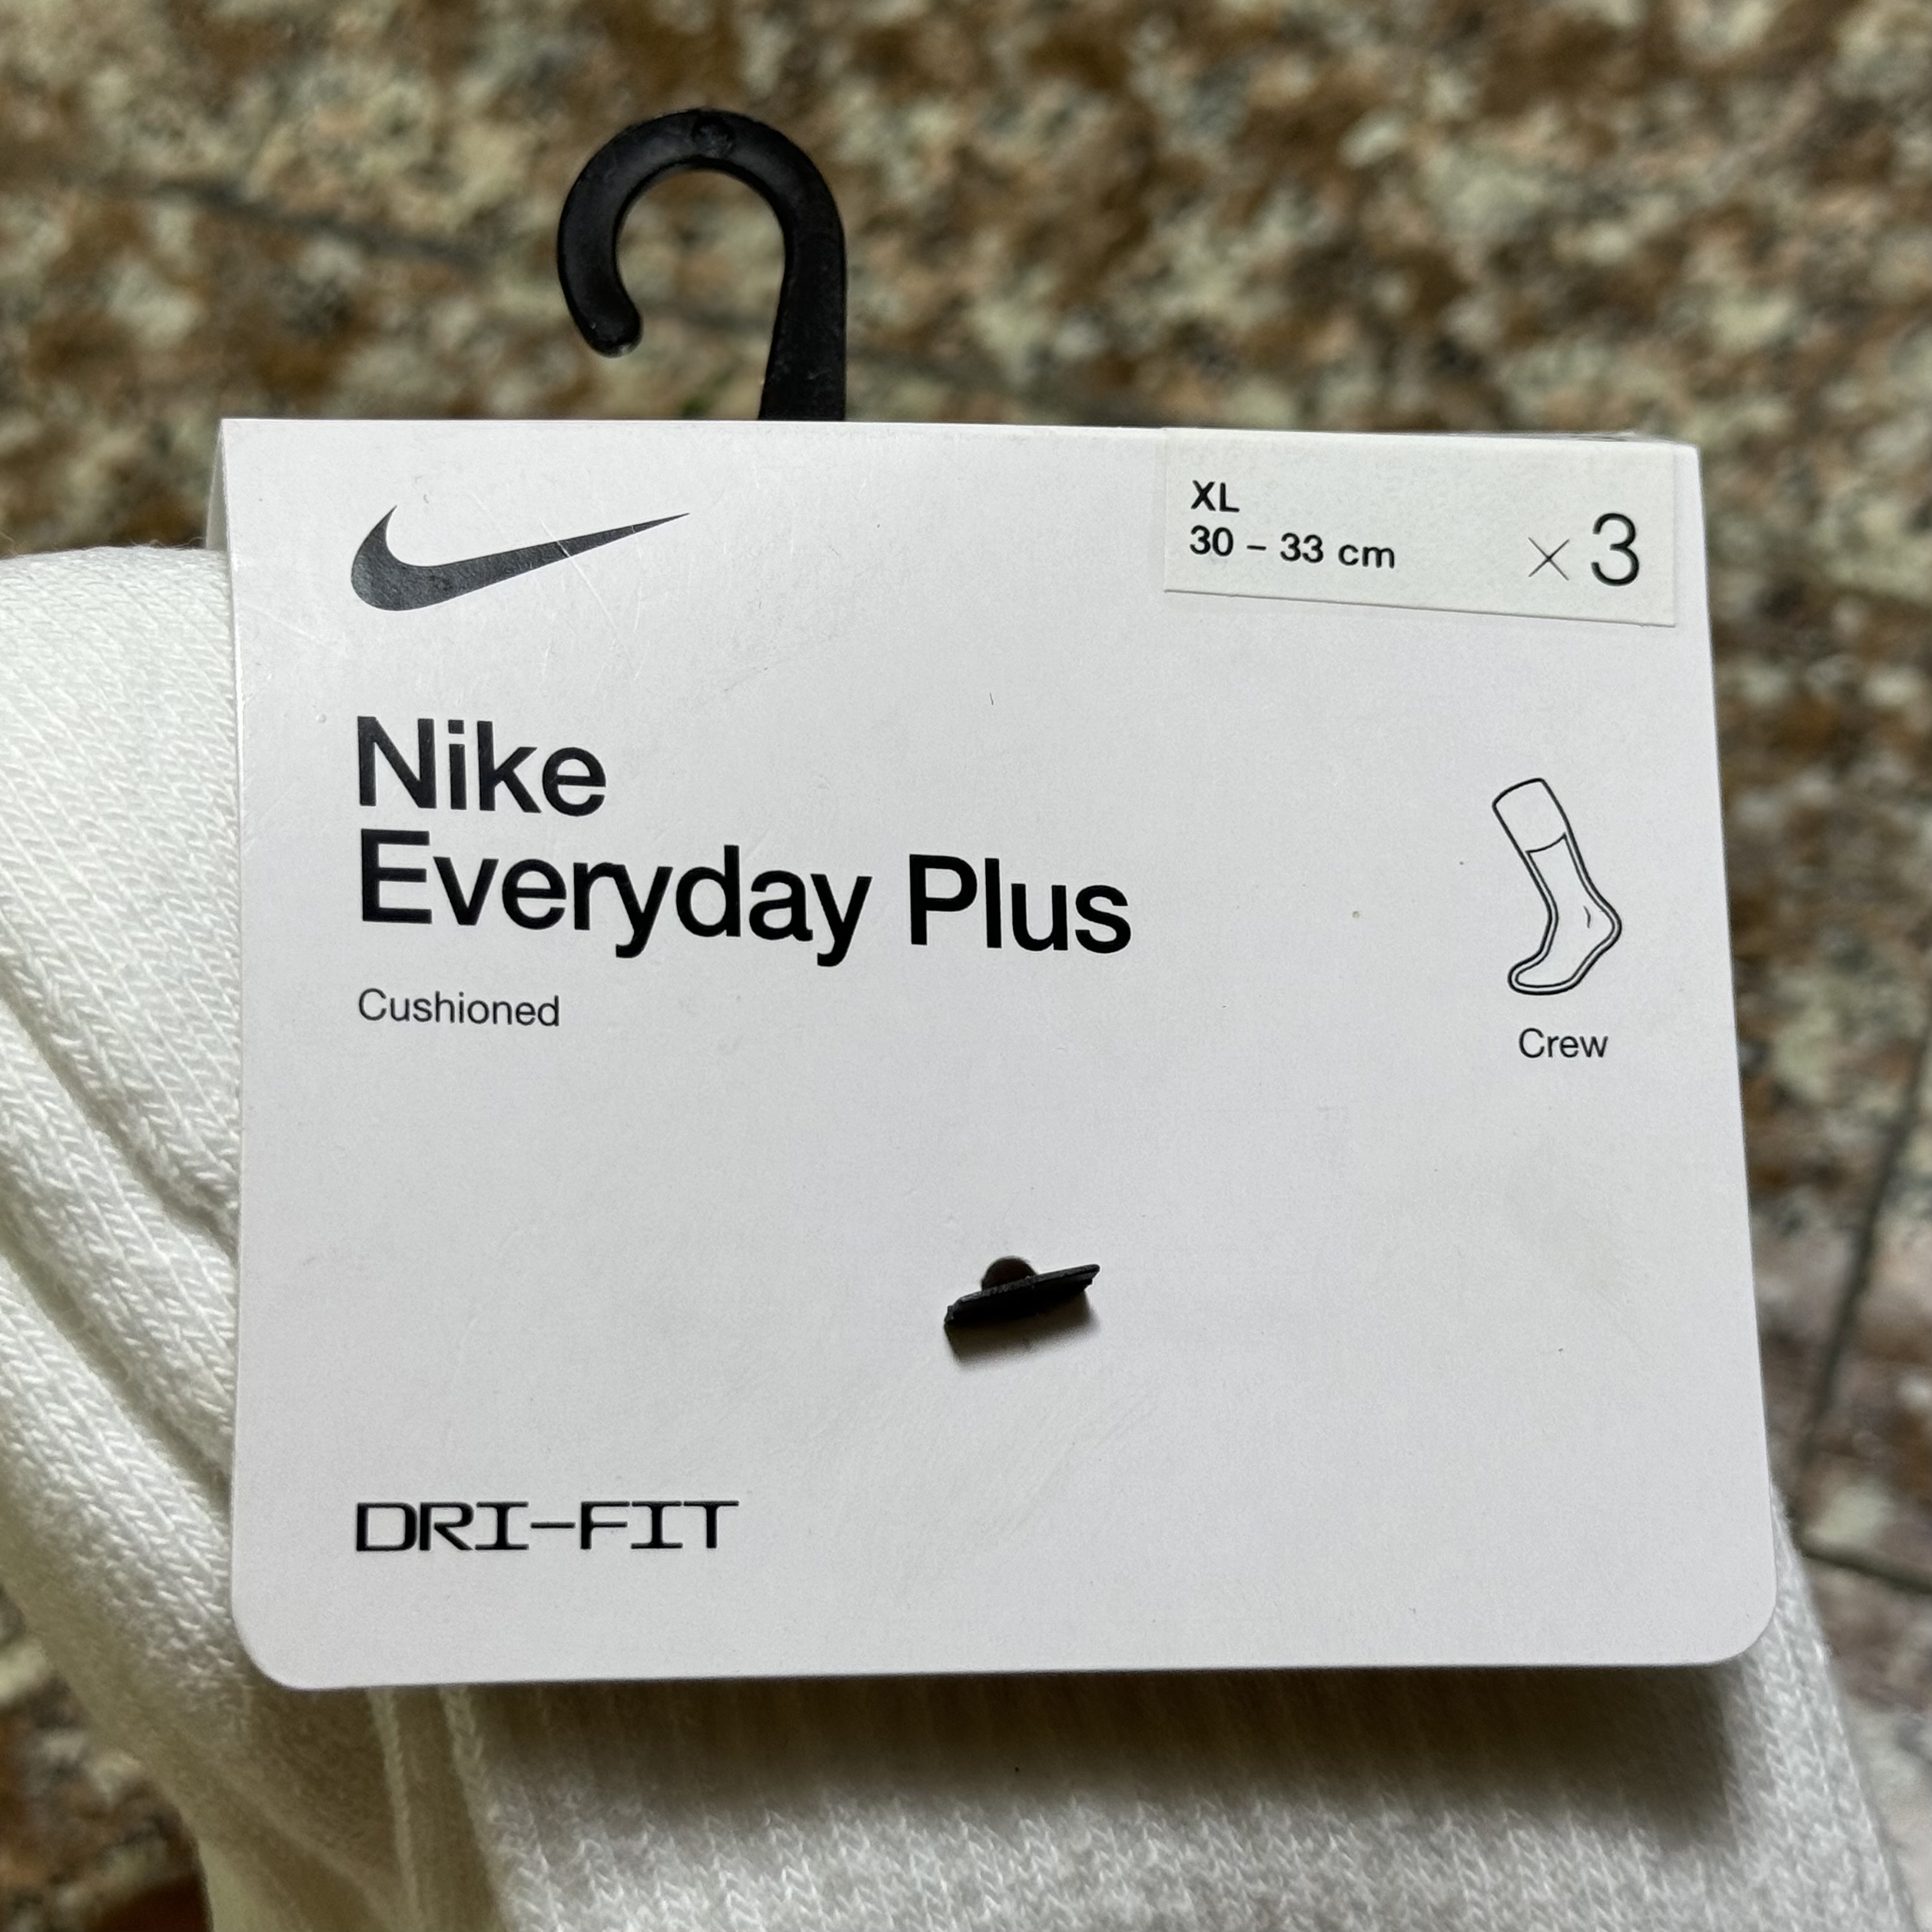 XL
30 – 33 cm
× 3
Nike
Everyday Plus
Cushioned
Crew
DRI-FIT